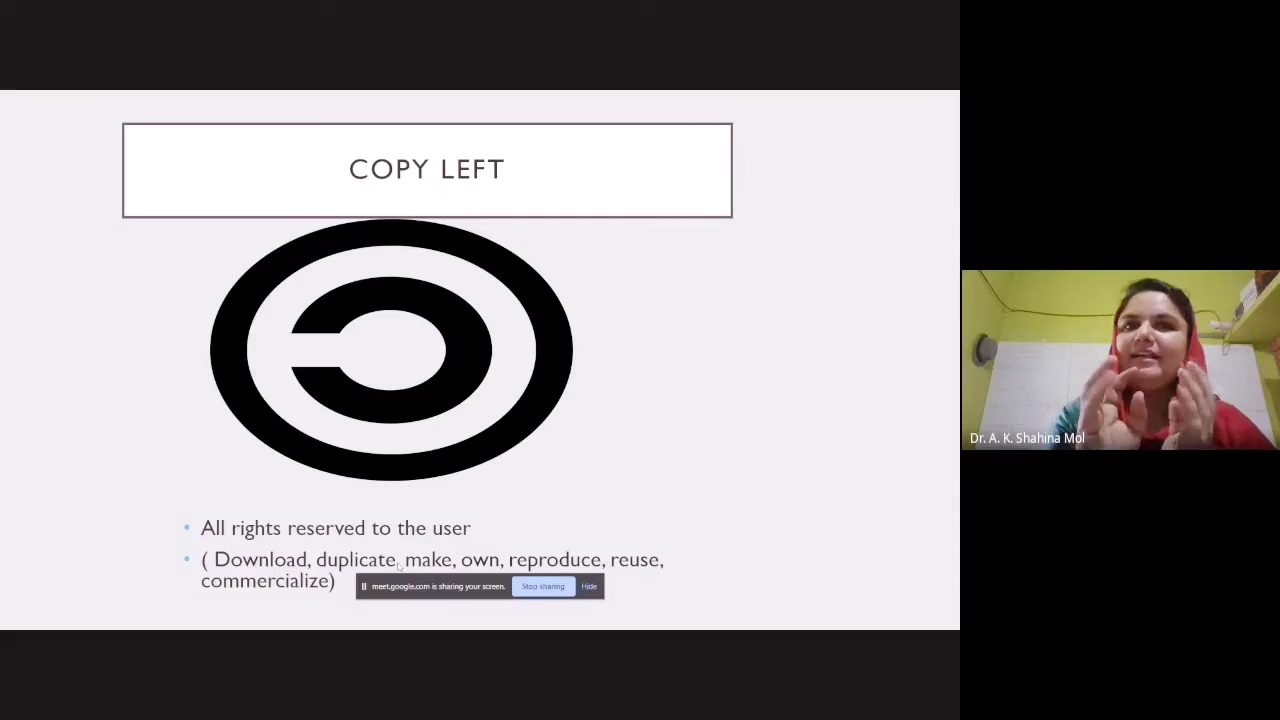 COPY LEFT
• All rights reserved to the user
• ( Download, duplicate, make, own, reproduce, reuse,
commercialize)
meet.google.com is sharing your screen. Stop sharing Hide
Dr. A. K. Shahina Mol